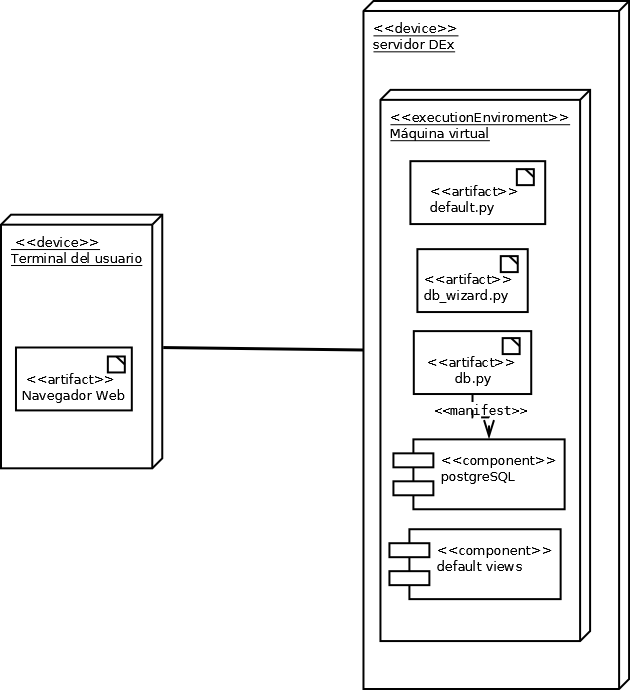 <<device>>
servidor DEx
<<executionEnviroment>>
Máquina virtual
<<artifact>>
default.py
<<device>>
Terminal del usuario
<<artifact>>
db_wizard.py
<<artifact>>
Navegador Web
<<artifact>>
db.py
<<manifest>>
<<component>>
postgreSQL
<<component>>
default views